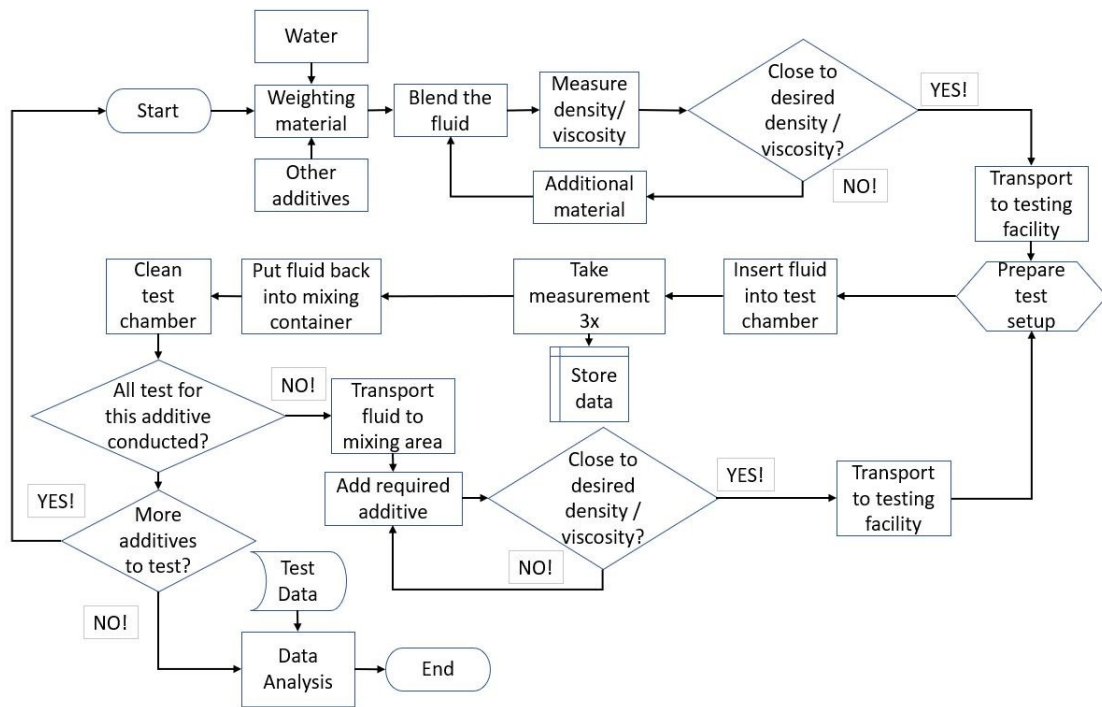 Water
Start
Weighting
material
Other
additives
Blend the
fluid
Measure
density/
viscosity
Close to
desired
density /
viscosity?
YES!
NO!
Additional
material
Transport
to testing
facility
Prepare
test
setup
Insert fluid
into test
chamber
Take
measurement
3x
Store
data
Put fluid back
into mixing
container
Clean
test
chamber
All test for
this additive
conducted?
NO!
Transport
fluid to
mixing area
Add required
additive
Close to
desired
density /
viscosity?
YES!
NO!
Transport
to testing
facility
YES!
More
additives
to test?
NO!
Test
Data
Data
Analysis
End